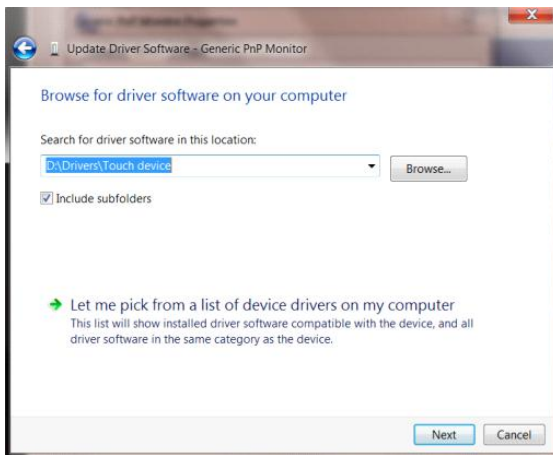 Update Driver Software - Generic PnP Monitor
Browse for driver software on your computer
Search for driver software in this location:
D:\Drivers\Touch device
Browse...
Include subfolders
Let me pick from a list of device drivers on my computer
This list will show installed driver software compatible with the device, and all
driver software in the same category as the device.
Next
Cancel